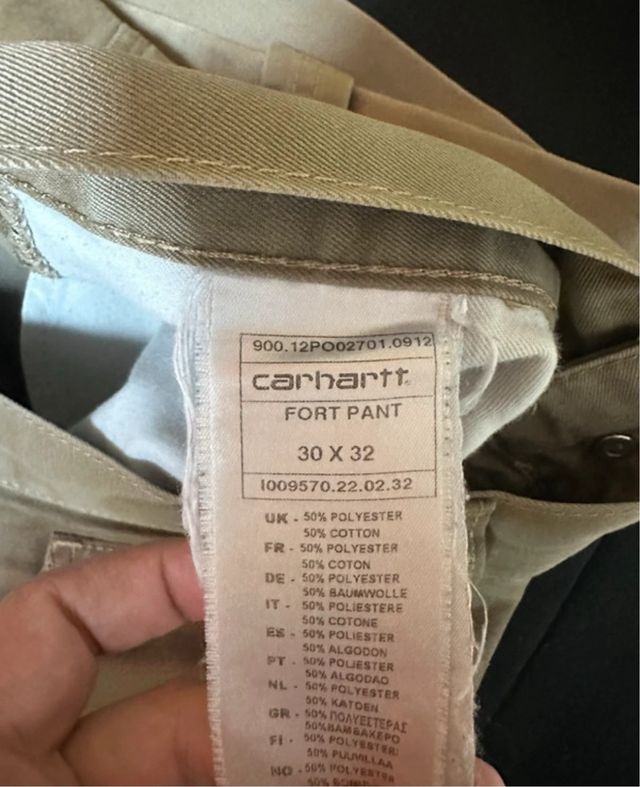 900.12PO02701.0912
carhartt
FORT PANT
30 X 32
I009570.22.02.32
UK - 50% POLYESTER
50% COTTON
FR - 50% POLYESTER
50% COTON
DE - 50% POLYESTER
50% BAUMWOLLE
IT - 50% POLIESTERE
50% COTONE
ES - 50% POLIESTER
50% ALGODON
PT - 50% POLIESTER
50% ALGODAO
NL - 50% POLYESTER
50% KATOEN
GR - 50% ΠΟΛΥΕΣΤΕΡΑΣ
50% ΒΑΜΒΑΚΕΡΟ
FI - 50% POLYESTERI
50% PUUVILLAA
NO - 50% POLYESTER
50%